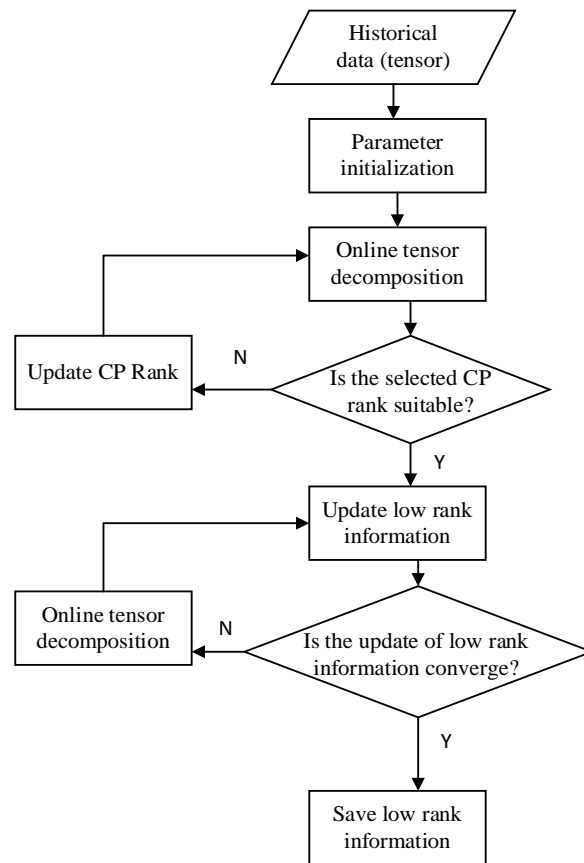 Historical
data (tensor)
Parameter
initialization
Online tensor
decomposition
Update CP Rank
N
Is the selected CP
rank suitable?
Y
Update low rank
information
Online tensor
decomposition
N
Is the update of low rank
information converge?
Y
Save low rank
information